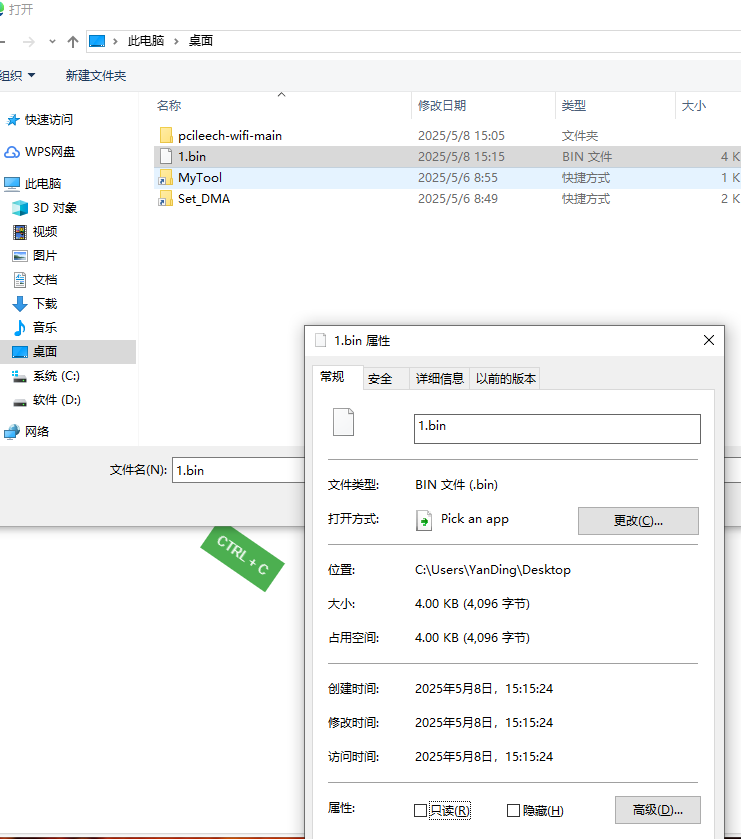 打开
此电脑 桌面
组织 新建文件夹
名称 修改日期 类型 大小
pcileech-wifi-main 2025/5/8 15:05 文件夹
1.bin 2025/5/8 15:15 BIN 文件 4 K
MyTool 2025/5/6 8:55 快捷方式 1 K
Set_DMA 2025/5/6 8:49 快捷方式 2 K
快速访问
WPS网盘
此电脑
3D 对象
视频
图片
文档
下载
音乐
桌面
系统 (C:)
软件 (D:)
网络
文件名(N): 1.bin
CTRL + C
1.bin 属性
常规 安全 详细信息 以前的版本
1.bin
文件类型: BIN 文件 (.bin)
打开方式: Pick an app 更改(C)...
位置: C:\Users\YanDing\Desktop
大小: 4.00 KB (4,096 字节)
占用空间: 4.00 KB (4,096 字节)
创建时间: 2025年5月8日，15:15:24
修改时间: 2025年5月8日，15:15:24
访问时间: 2025年5月8日，15:15:24
属性: 只读(R) 隐藏(H) 高级(D)...